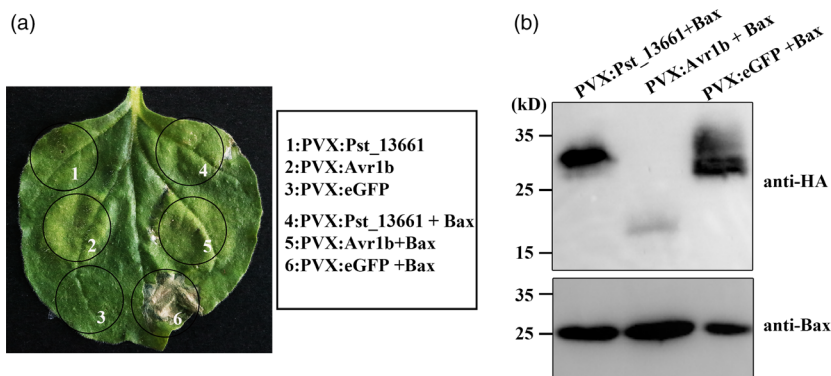 (a)
1
2
3
4
5
6
1:PVX:Pst_13661
2:PVX:Avr1b
3:PVX:eGFP
4:PVX:Pst_13661 + Bax
5:PVX:Avr1b+Bax
6:PVX:eGFP +Bax
(b)
PVX:Pst_13661+Bax
PVX:Avr1b + Bax
PVX:eGFP +Bax
(kD)
35
25
15
anti-HA
35
25
anti-Bax